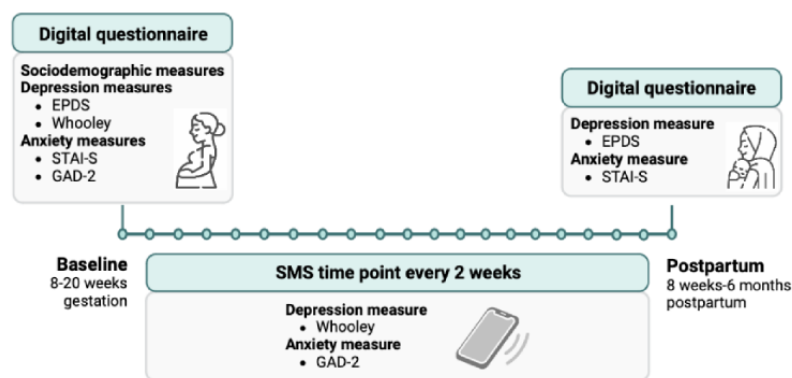 Digital questionnaire
Sociodemographic measures
Depression measures
• EPDS
• Whooley
Anxiety measures
• STAI-S
• GAD-2
Digital questionnaire
Depression measure
• EPDS
Anxiety measure
• STAI-S
Baseline
8-20 weeks
gestation
SMS time point every 2 weeks
Depression measure
• Whooley
Anxiety measure
• GAD-2
Postpartum
8 weeks-6 months
postpartum